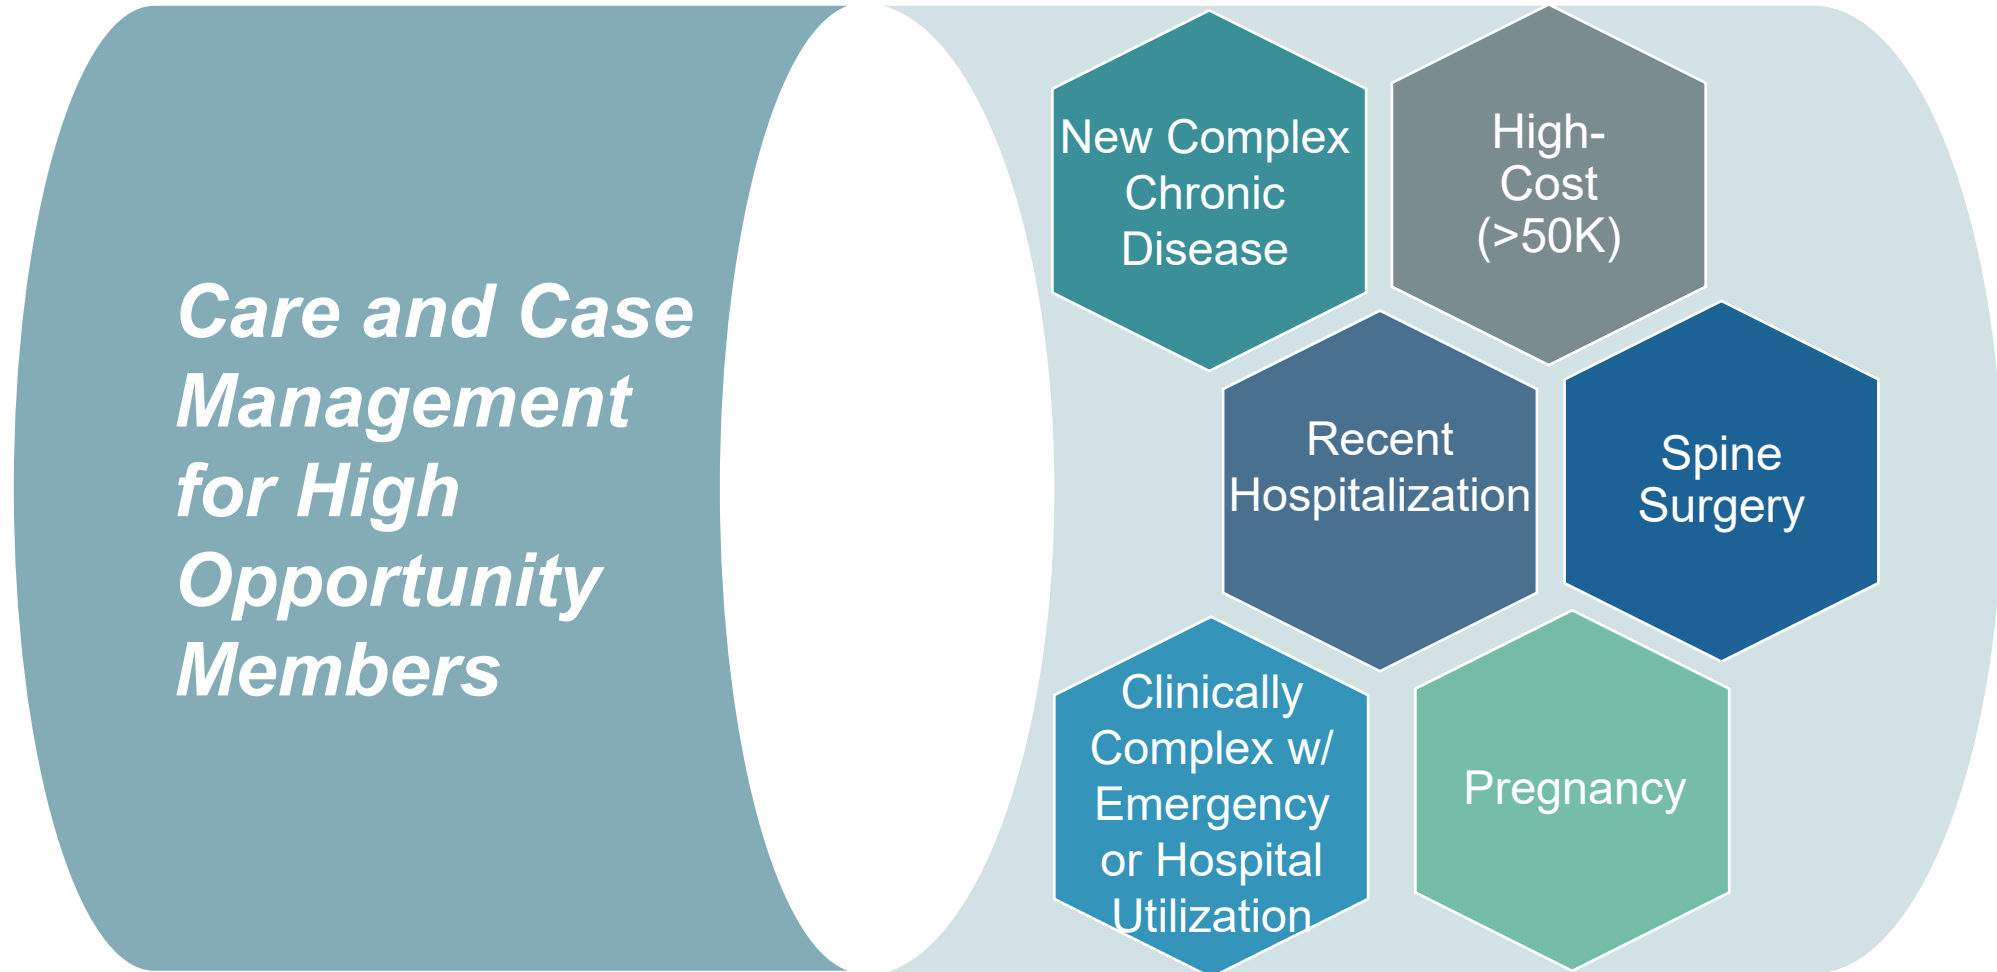 Care and Case
Management
for High
Opportunity
Members
New Complex
Chronic
Disease
High-
Cost
(>50K)
Recent
Hospitalization
Spine
Surgery
Clinically
Complex w/
Emergency
or Hospital
Utilization
Pregnancy